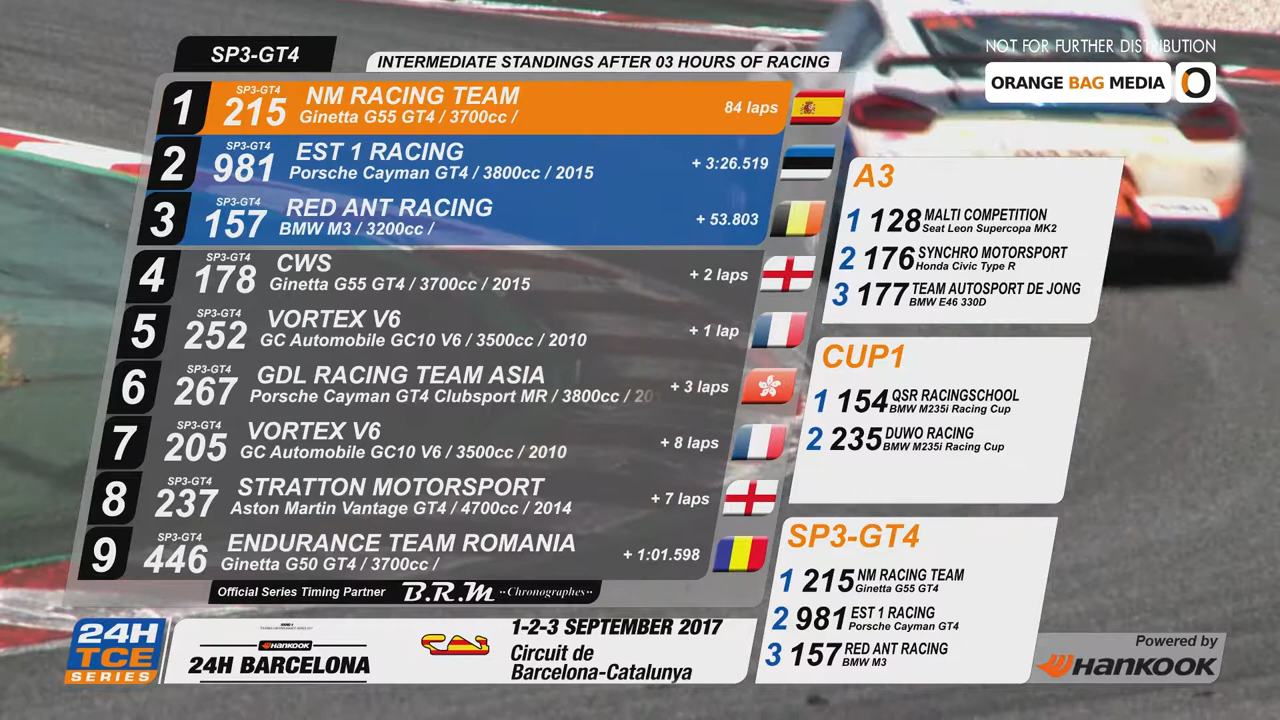 SP3-GT4
INTERMEDIATE STANDINGS AFTER 03 HOURS OF RACING
NOT FOR FURTHER DISTRIBUTION
ORANGE BAG MEDIA
1 SP3-GT4 215 NM RACING TEAM 84 laps
Ginetta G55 GT4 / 3700cc /
2 SP3-GT4 981 EST 1 RACING + 3:26.519
Porsche Cayman GT4 / 3800cc / 2015
3 SP3-GT4 157 RED ANT RACING + 53.803
BMW M3 / 3200cc /
4 SP3-GT4 178 CWS + 2 laps
Ginetta G55 GT4 / 3700cc / 2015
5 SP3-GT4 252 VORTEX V6 + 1 lap
GC Automobile GC10 V6 / 3500cc / 2010
6 SP3-GT4 267 GDL RACING TEAM ASIA + 3 laps
Porsche Cayman GT4 Clubsport MR / 3800cc /
7 SP3-GT4 205 VORTEX V6 + 8 laps
GC Automobile GC10 V6 / 3500cc / 2010
8 SP3-GT4 237 STRATTON MOTORSPORT + 7 laps
Aston Martin Vantage GT4 / 4700cc / 2014
9 SP3-GT4 446 ENDURANCE TEAM ROMANIA + 1:01.598
Ginetta G50 GT4 / 3700cc /
Official Series Timing Partner B.R.M Chronographes
A3
1 128 MALTI COMPETITION
Seat Leon Supercopa MK2
2 176 SYNCHRO MOTORSPORT
Honda Civic Type R
3 177 TEAM AUTOSPORT DE JONG
BMW E46 330D
CUP1
1 154 QSR RACINGSCHOOL
BMW M235i Racing Cup
2 235 DUWO RACING
BMW M235i Racing Cup
SP3-GT4
1 215 NM RACING TEAM
Ginetta G55 GT4
2 981 EST 1 RACING
Porsche Cayman GT4
3 157 RED ANT RACING
BMW M3
24H
TCE
SERIES
HANKOOK
24H BARCELONA
1-2-3 SEPTEMBER 2017
Circuit de
Barcelona-Catalunya
Powered by
HANKOOK